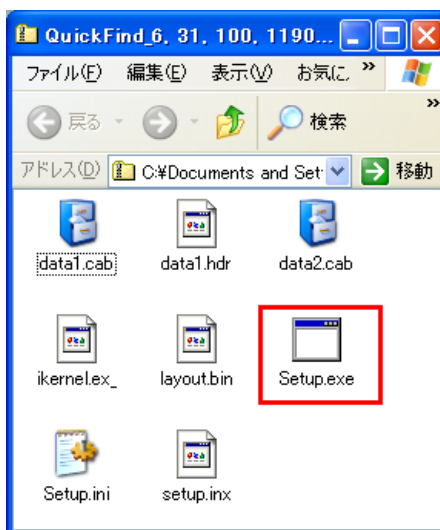 QuickFind_6, 31, 100, 1190...
ファイル(F) 編集(E) 表示(V) お気に. »
戻る 検索 »
アドレス(D) C:¥Documents and Set 移動
data1.cab data1.hdr data2.cab
ikernel.ex_ layout.bin Setup.exe
Setup.ini setup.inx